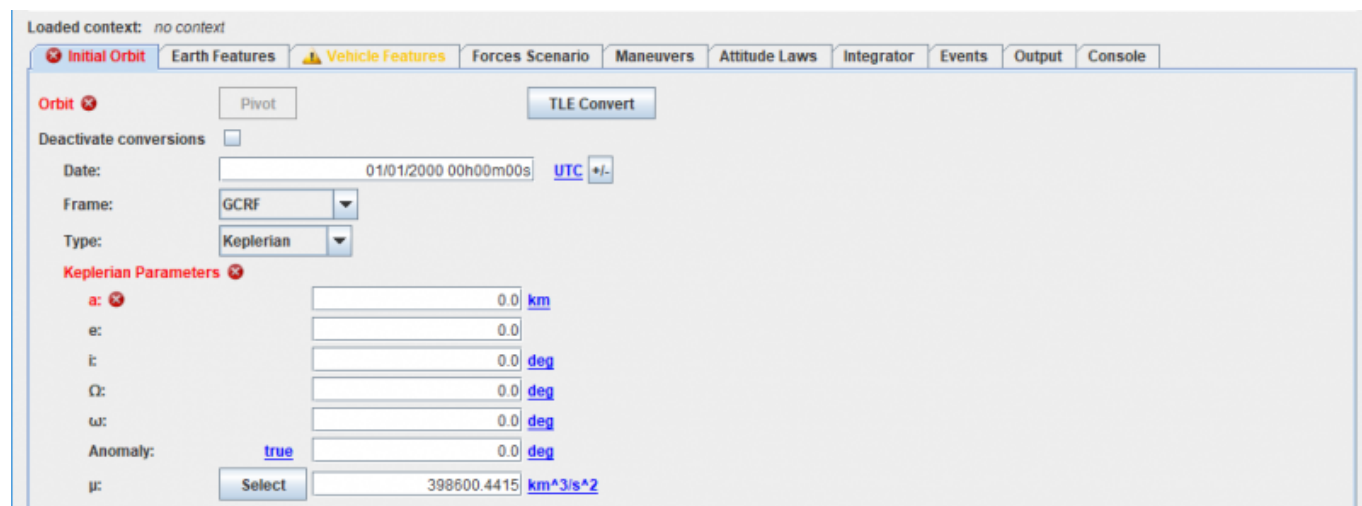 Loaded context: no context
Initial Orbit Earth Features Vehicle Features Forces Scenario Maneuvers Attitude Laws Integrator Events Output Console
Orbit Pivot TLE Convert
Deactivate conversions
Date: 01/01/2000 00h00m00s UTC +/-
Frame: GCRF
Type: Keplerian
Keplerian Parameters
a: 0.0 km
e: 0.0
i: 0.0 deg
Ω: 0.0 deg
ω: 0.0 deg
Anomaly: true 0.0 deg
μ: Select 398600.4415 km^3/s^2